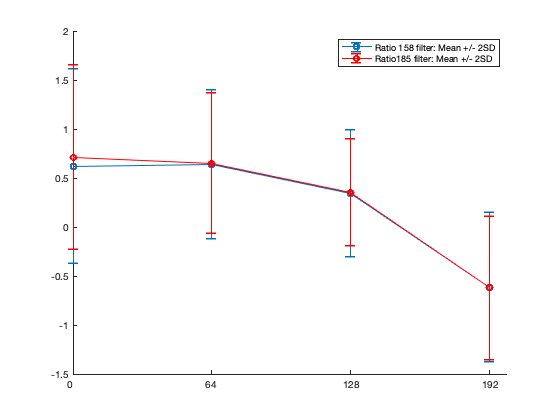 2
Ratio 158 filter: Mean +/- 2SD
Ratio185 filter: Mean +/- 2SD
1.5
1
0.5
0
-0.5
-1
-1.5
0 64 128 192